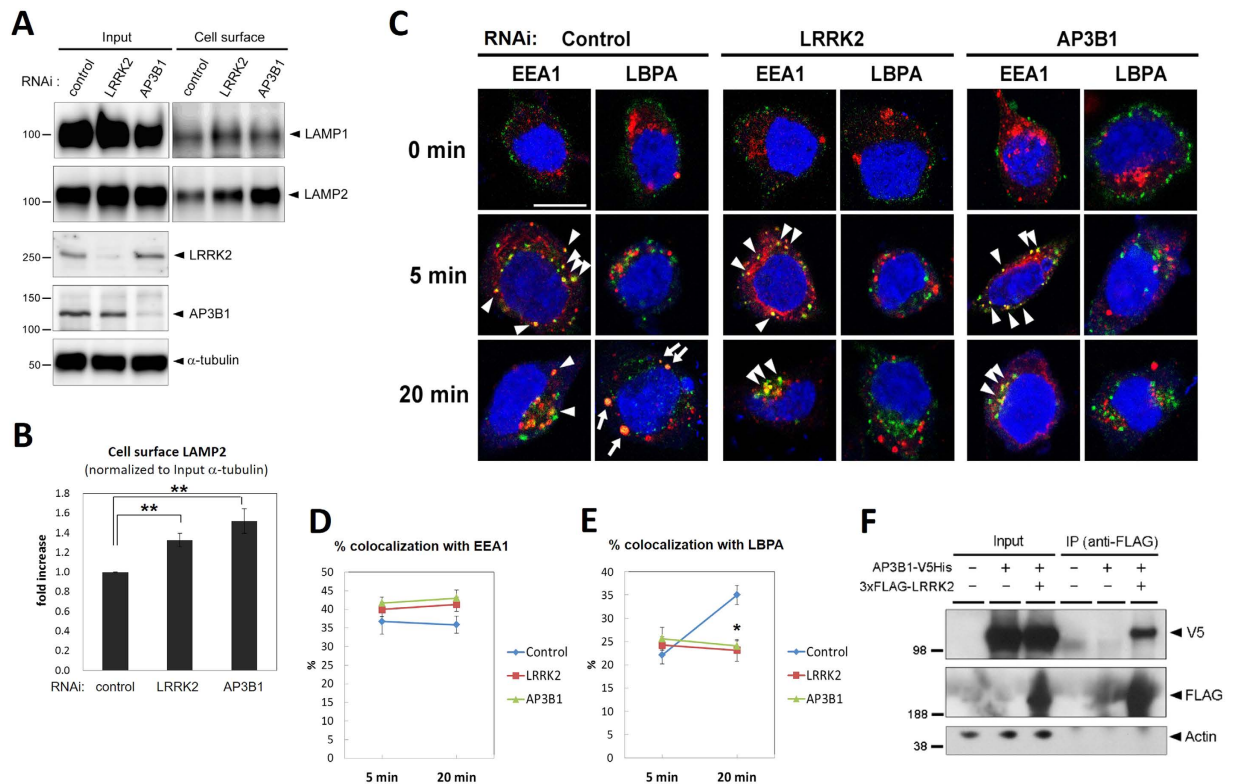 A
Input
Cell surface
RNAi :
control
LRRK2
AP3B1
control
LRRK2
AP3B1
100
LAMP1
100
LAMP2
250
LRRK2
150
AP3B1
100
50
α-tubulin
B
Cell surface LAMP2
(normalized to Input α-tubulin)
fold increase
1.8
1.6
1.4
1.2
1.0
0.8
0.6
0.4
0.2
0.0
**
**
RNAi: control LRRK2 AP3B1
C
RNAi: Control LRRK2 AP3B1
EEA1 LBPA EEA1 LBPA EEA1 LBPA
0 min
5 min
20 min
D
% colocalization with EEA1
%
50
45
40
35
30
25
20
15
10
5
0
5 min 20 min
Control
LRRK2
AP3B1
E
% colocalization with LBPA
%
40
35
30
25
20
15
10
5
0
*
5 min 20 min
Control
LRRK2
AP3B1
F
Input IP (anti-FLAG)
AP3B1-V5His – + + – + +
3xFLAG-LRRK2 – – + – – +
98
V5
188
FLAG
38
Actin